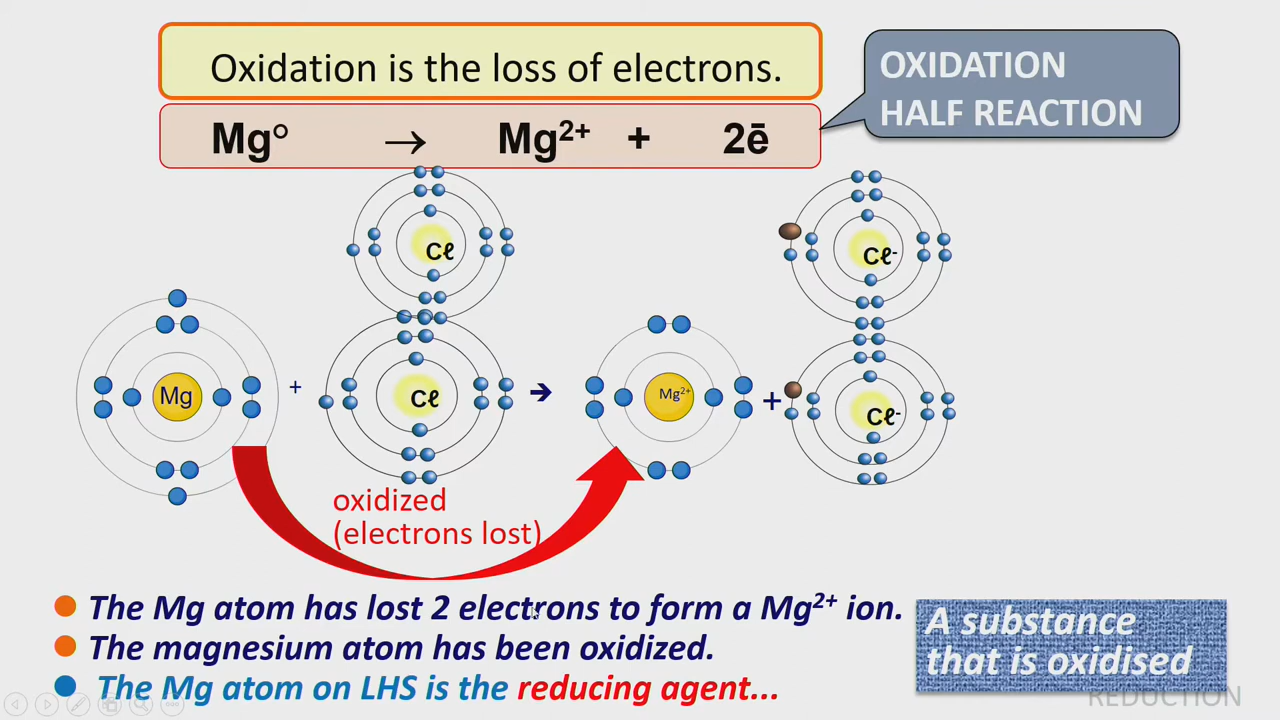 Oxidation is the loss of electrons.
OXIDATION
HALF REACTION
Mg° → Mg²⁺ + 2ē
Cℓ
Cℓ⁻
Mg + Cℓ ➔ Mg²⁺ + Cℓ⁻
oxidized
(electrons lost)
The Mg atom has lost 2 electrons to form a Mg²⁺ ion.
The magnesium atom has been oxidized.
The Mg atom on LHS is the reducing agent...
A substance
that is oxidised
REDUCTION